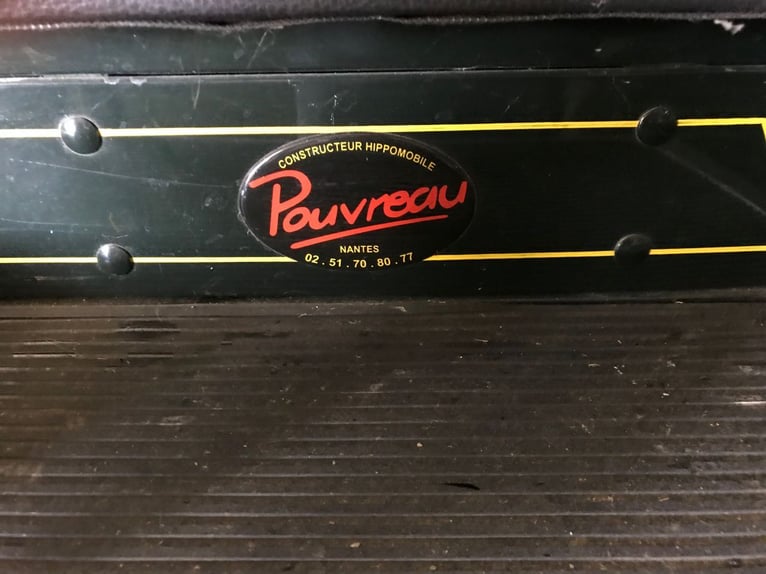 CONSTRUCTEUR HIPPOMOBILE
Pouvreau
NANTES
02.51.70.80.77